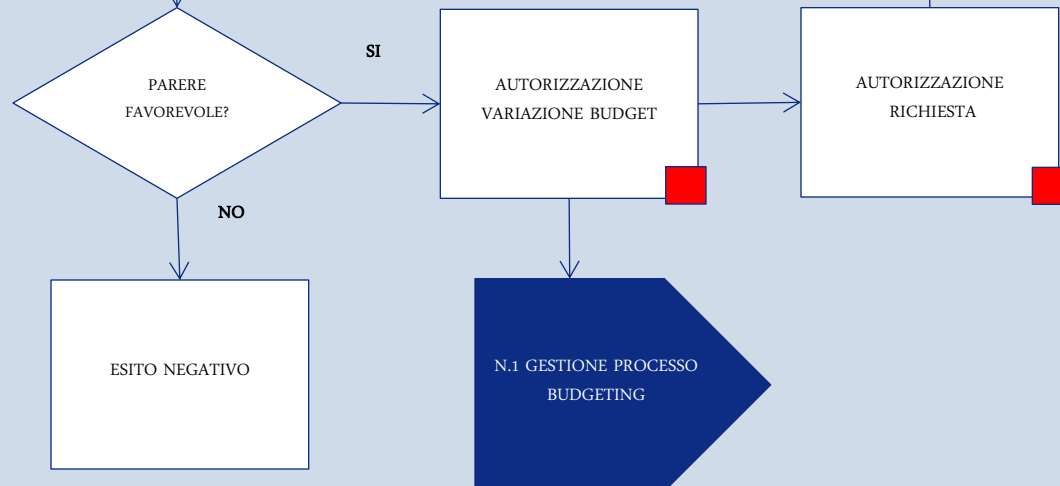 SI
PARERE
FAVOREVOLE?
AUTORIZZAZIONE
VARIAZIONE BUDGET
AUTORIZZAZIONE
RICHIESTA
NO
ESITO NEGATIVO
N.1 GESTIONE PROCESSO
BUDGETING